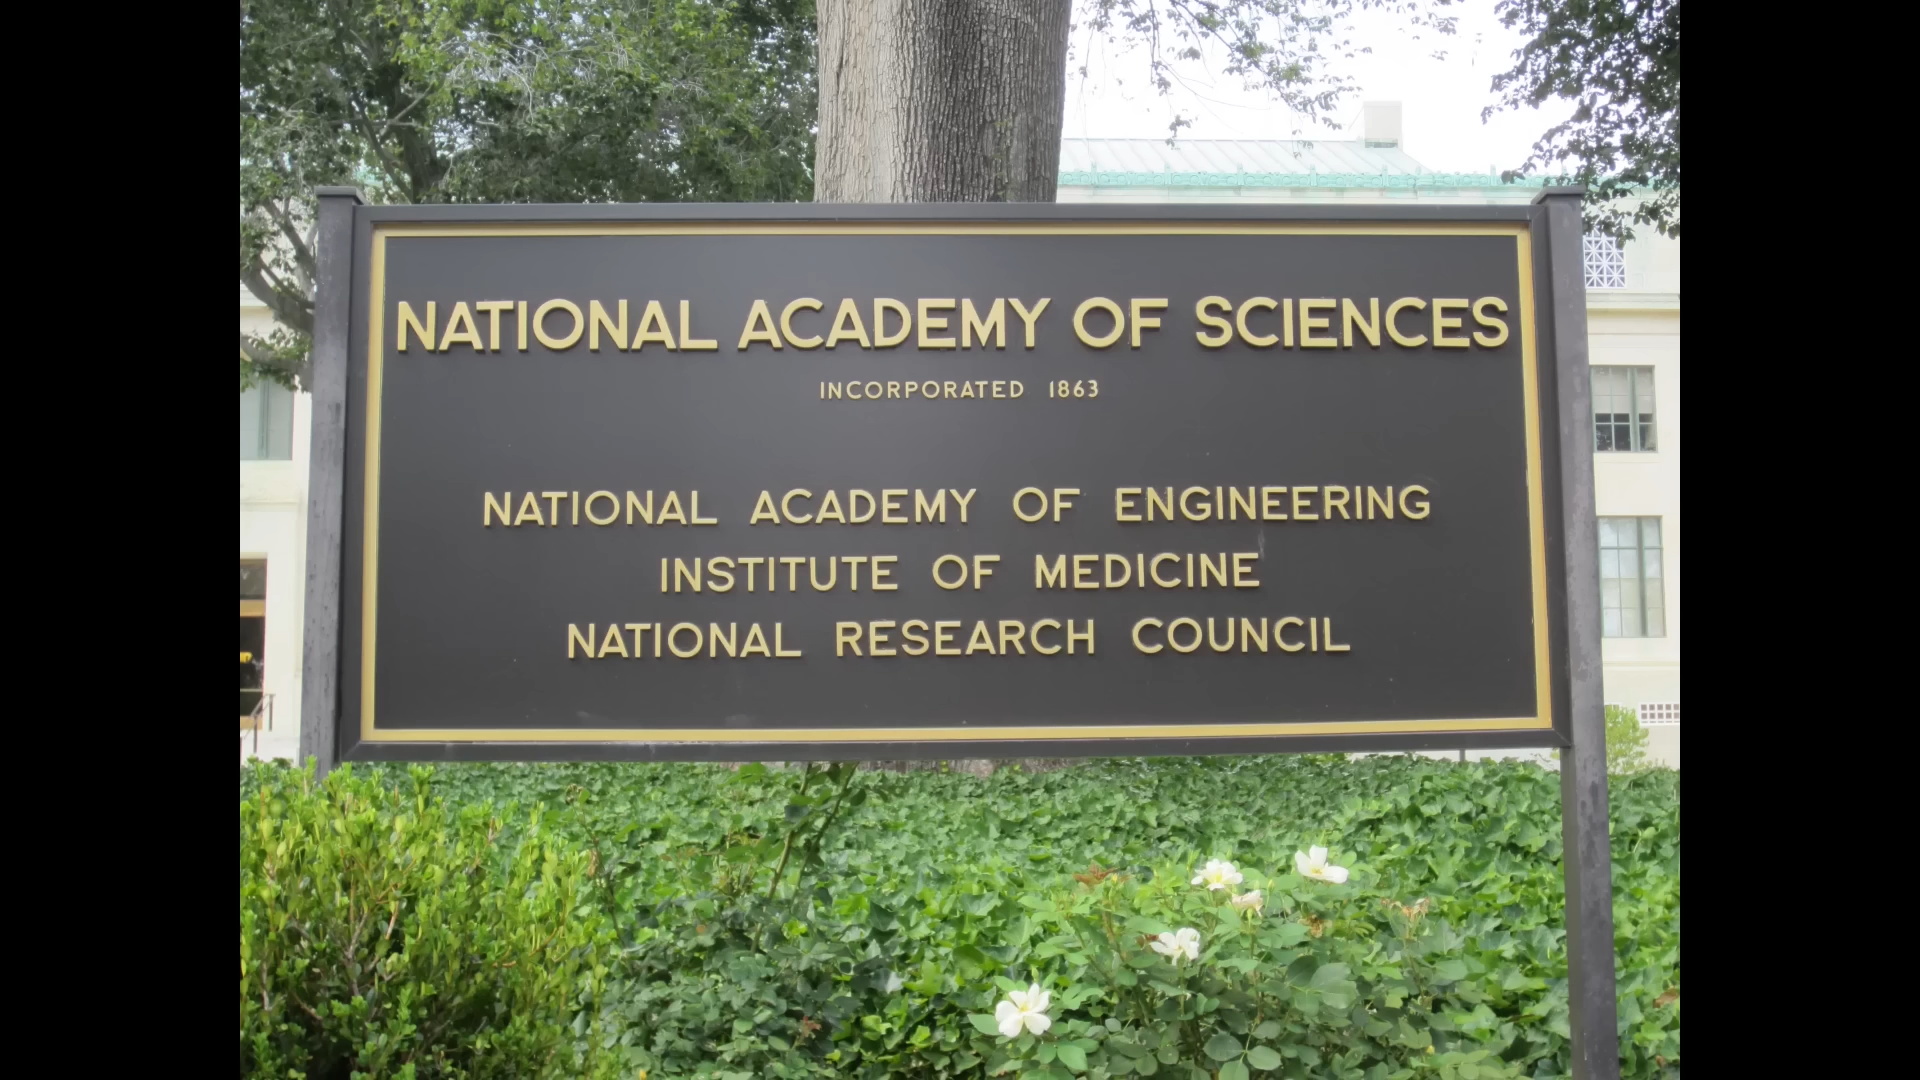 NATIONAL ACADEMY OF SCIENCES
INCORPORATED 1863
NATIONAL ACADEMY OF ENGINEERING
INSTITUTE OF MEDICINE
NATIONAL RESEARCH COUNCIL